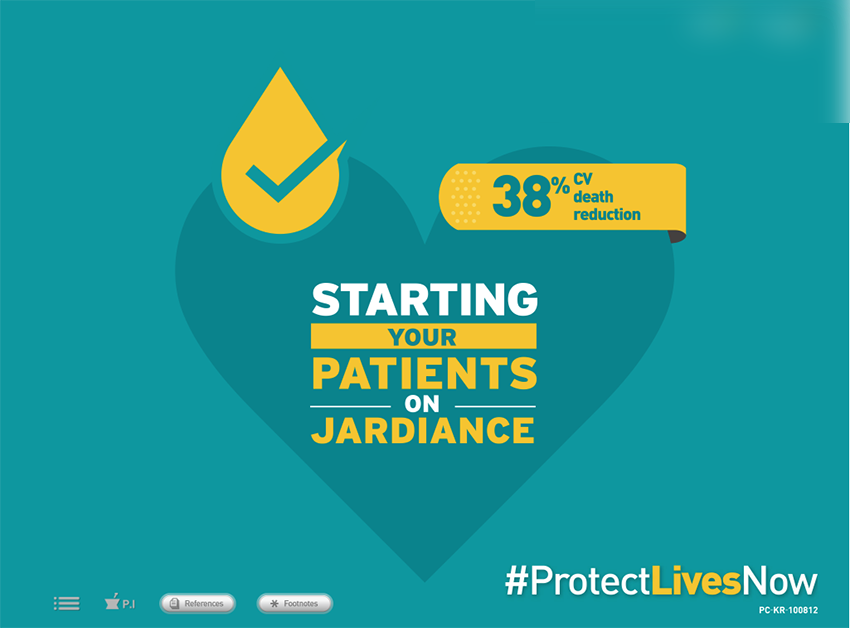 38% CV
death
reduction
STARTING
YOUR
PATIENTS
ON
JARDIANCE
#ProtectLivesNow
PC-KR-100812
P.I
References
* Footnotes